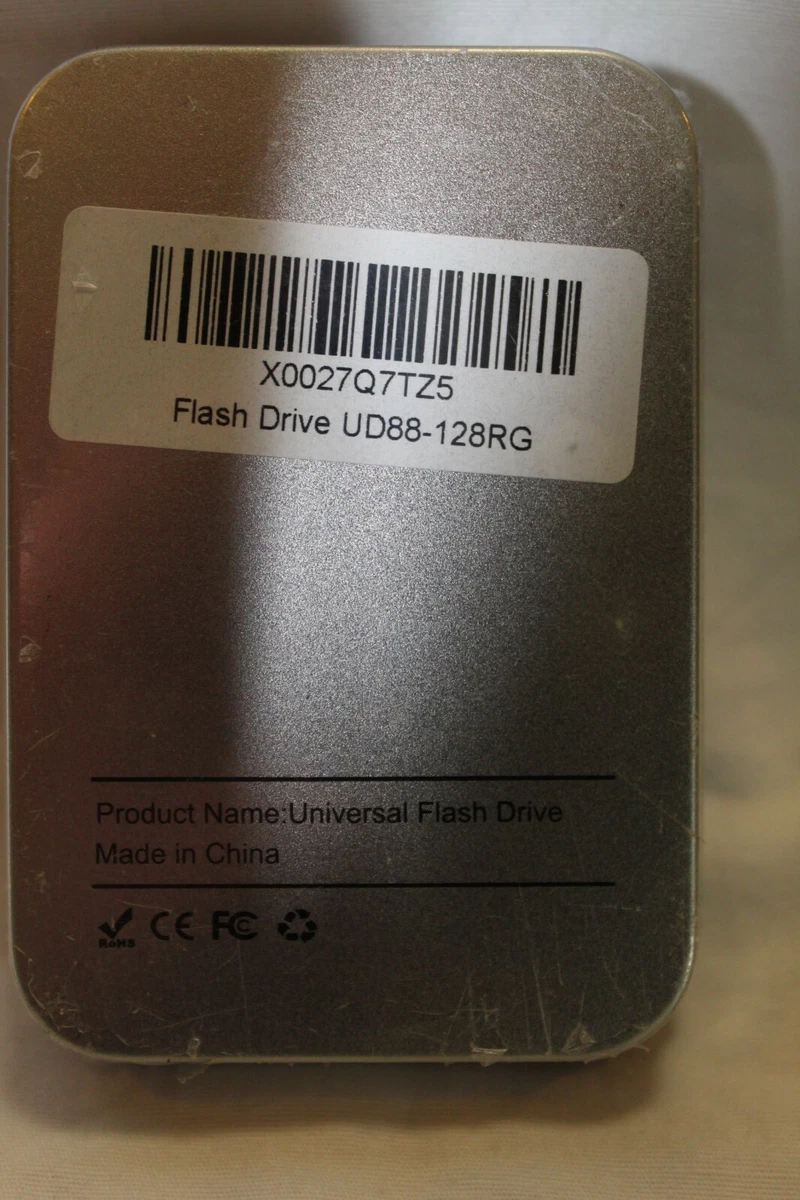 X0027Q7TZ5
Flash Drive UD88-128RG
Product Name:Universal Flash Drive
Made in China
RoHS CE FC